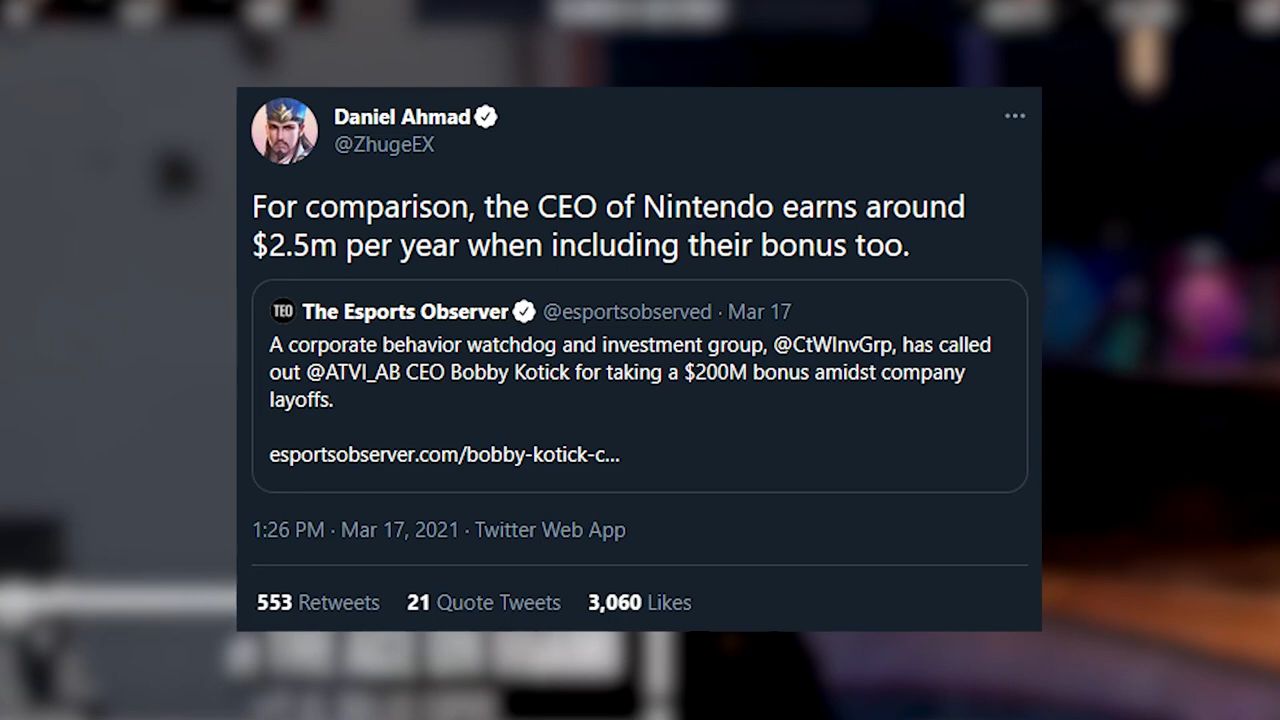 Daniel Ahmad
@ZhugeEX
For comparison, the CEO of Nintendo earns around
$2.5m per year when including their bonus too.
TEO The Esports Observer @esportsobserved · Mar 17
A corporate behavior watchdog and investment group, @CtWInvGrp, has called
out @ATVI_AB CEO Bobby Kotick for taking a $200M bonus amidst company
layoffs.
esportsobserver.com/bobby-kotick-c...
1:26 PM · Mar 17, 2021 · Twitter Web App
553 Retweets 21 Quote Tweets 3,060 Likes